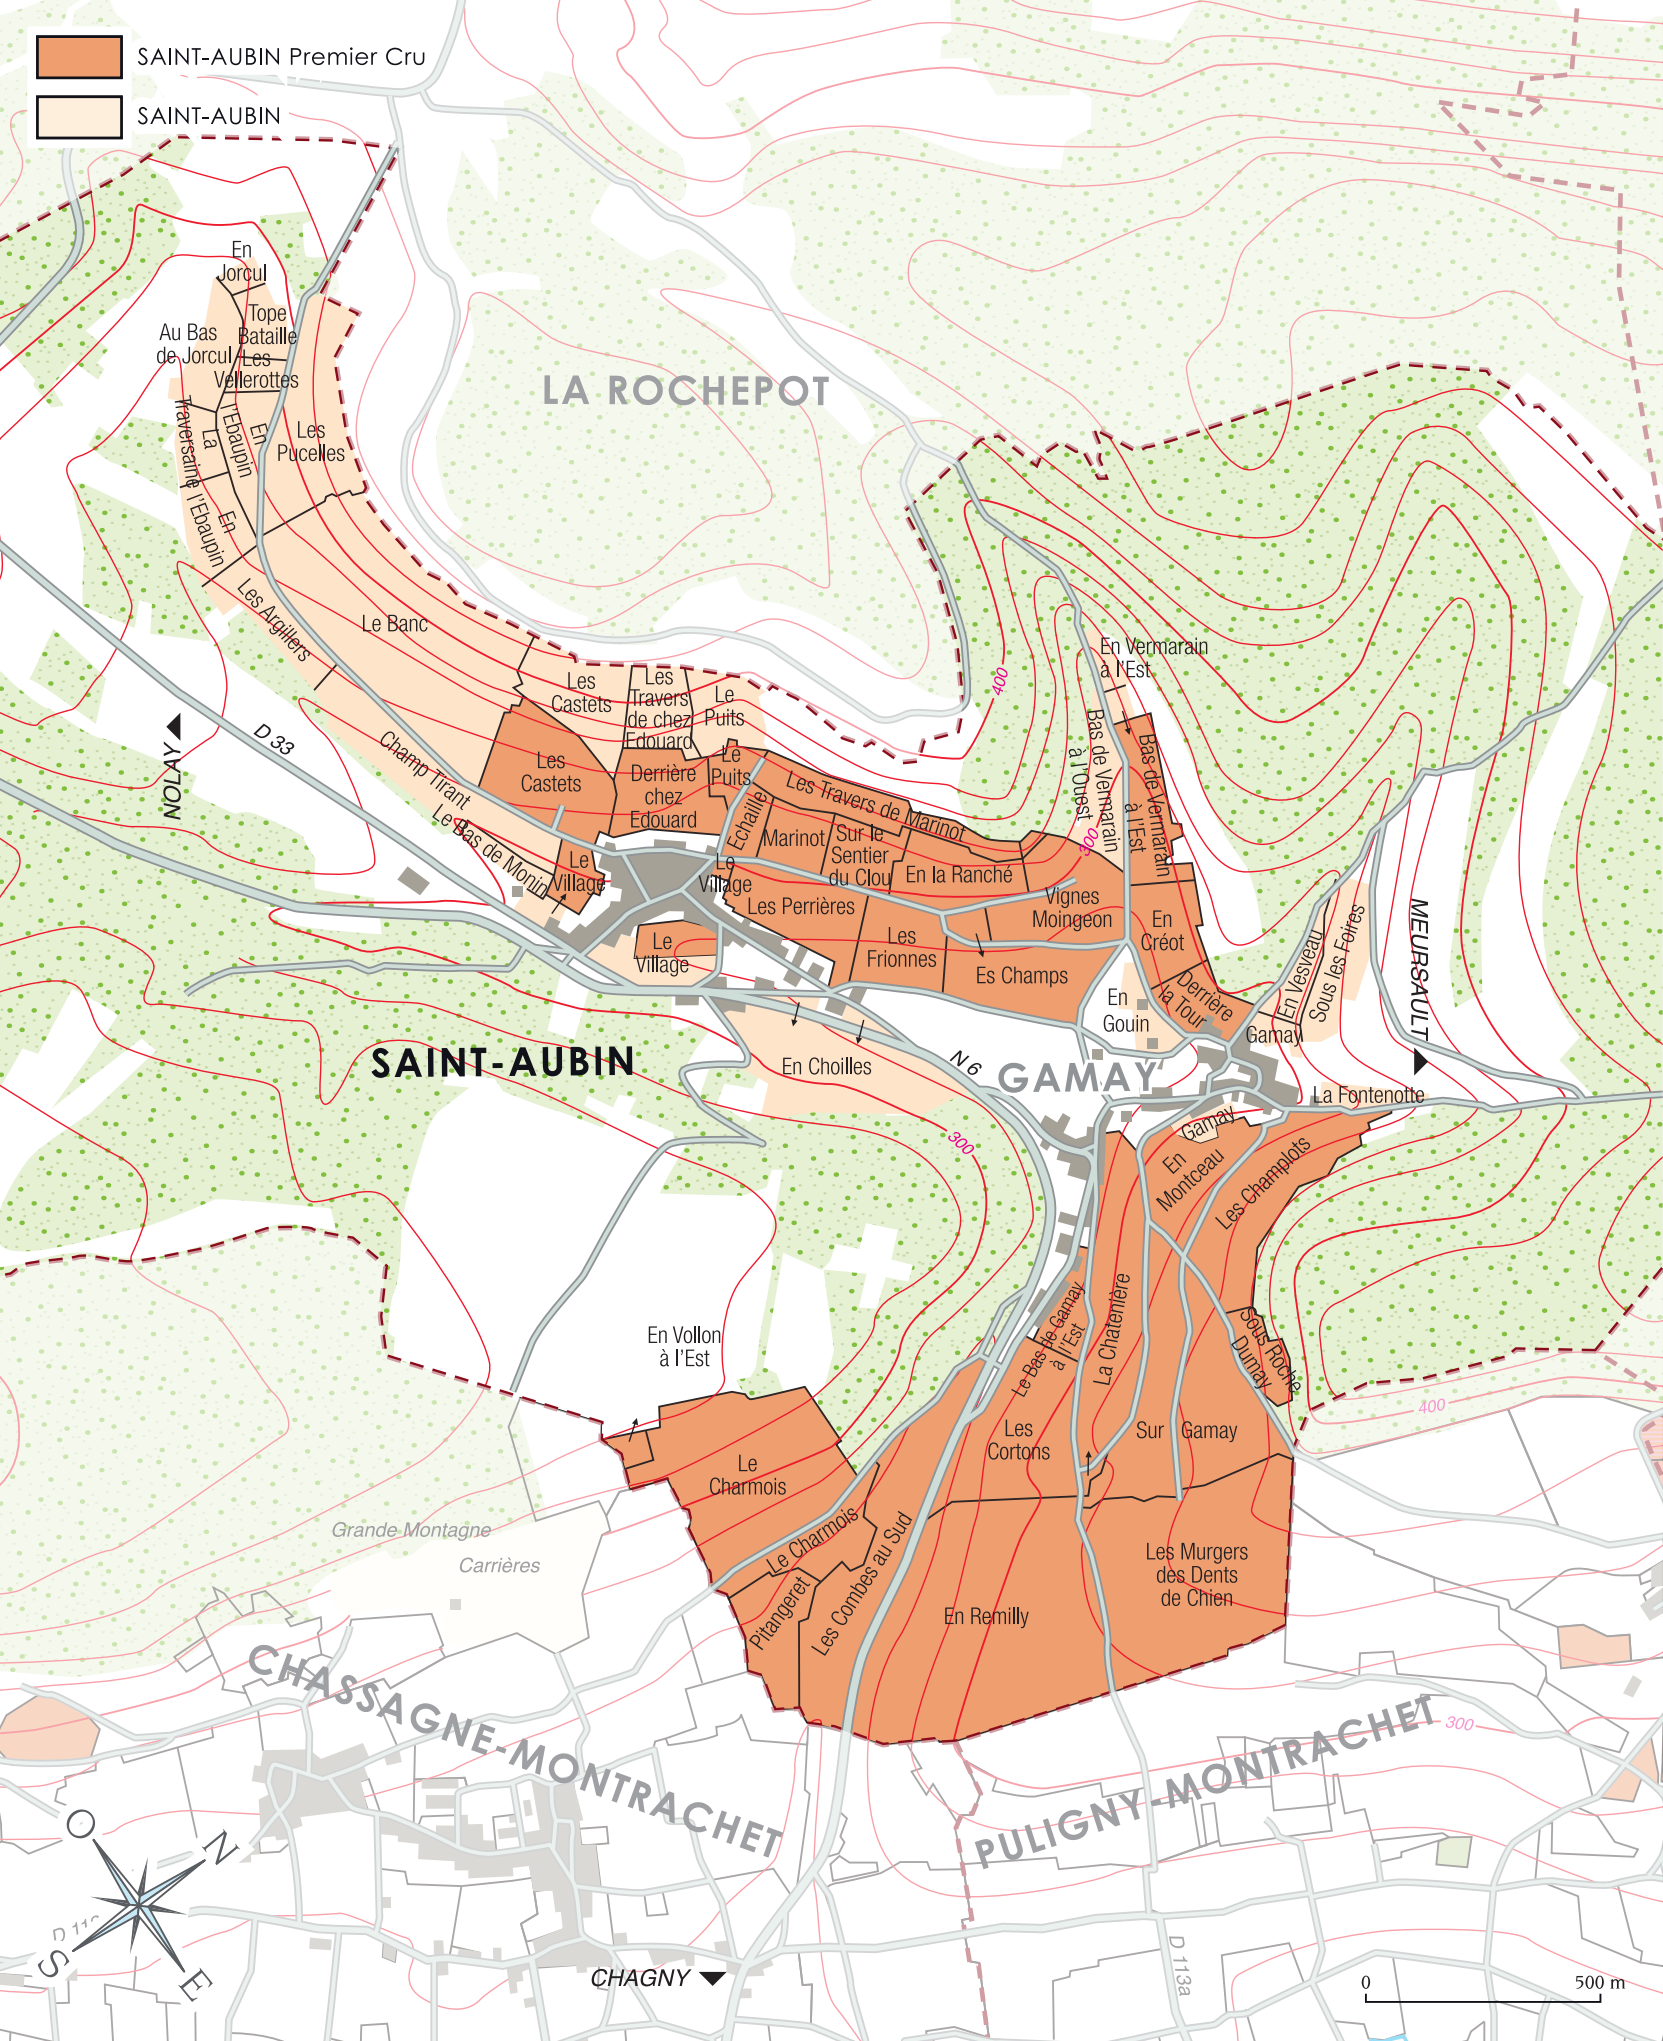 SAINT-AUBIN Premier Cru
SAINT-AUBIN
En
Jorcul
Tope
Bataille
Au Bas
de Jorcul
Les
Vellerottes
Les
Pucelles
En
l'Ebaupin
La
Traversaine
En
l'Ebaupin
LA ROCHEPOT
Les Argillers
Le Banc
400
En Vermarain
à l'Est
Les
Castets
Les
Travers
de chez
Edouard
Le
Puits
D 33
NOLAY
Champ Tirant
Le Bas de Monin
Les
Castets
Derrière
chez
Edouard
Le
Puits
Echaille
Les Travers de Marinot
Bas de Vermarain
à l'Ouest
Bas de Vermarain
à l'Est
300
Marinot
Sur le
Sentier
du Clou
En la Ranché
Le
Village
Le
Village
Les Perrières
Vignes
Moingeon
Le
Village
Les
Frionnes
Es Champs
En
Créot
Derrière
la Tour
En
Gouin
En Vesveau
Sous les Foires
MEURSAULT
Gamay
SAINT-AUBIN
En Choilles
N 6
GAMAY
La Fontenotte
300
Gamay
En
Montceau
Les Champlots
En Vollon
à l'Est
Le Bas de Gamay
à l'Est
La Chatenière
Sous Roche
Dumay
400
Les
Cortons
Sur Gamay
Le
Charmois
Le Charmois
Grande Montagne
Carrières
Les Combes au Sud
Pitangeret
En Remilly
Les Murgers
des Dents
de Chien
CHASSAGNE-MONTRACHET
PULIGNY-MONTRACHET
300
O
N
S
E
CHAGNY
D 113a
0 500 m